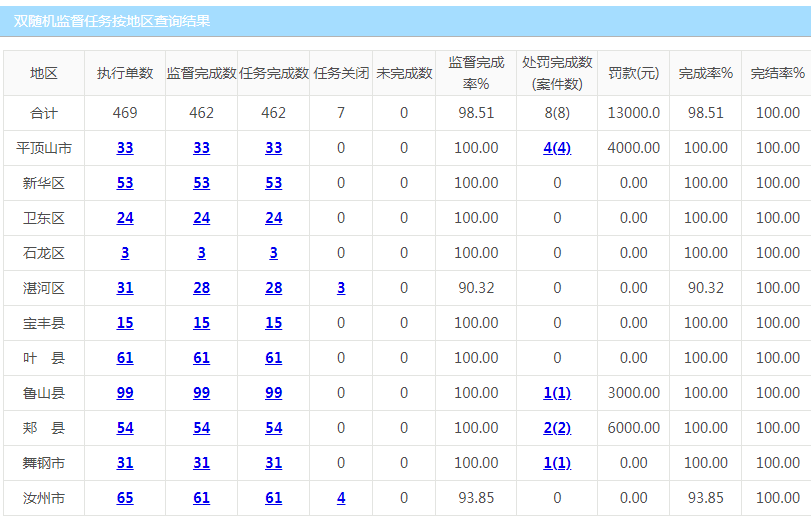 双随机监督任务按地区查询结果
地区 执行单数 监督完成数 任务完成数 任务关闭 未完成数 监督完成率% 处罚完成数(案件数) 罚款(元) 完成率% 完结率%
合计 469 462 462 7 0 98.51 8(8) 13000.0 98.51 100.00
平顶山市 33 33 33 0 0 100.00 4(4) 4000.00 100.00 100.00
新华区 53 53 53 0 0 100.00 0 0.00 100.00 100.00
卫东区 24 24 24 0 0 100.00 0 0.00 100.00 100.00
石龙区 3 3 3 0 0 100.00 0 0.00 100.00 100.00
湛河区 31 28 28 3 0 90.32 0 0.00 90.32 100.00
宝丰县 15 15 15 0 0 100.00 0 0.00 100.00 100.00
叶 县 61 61 61 0 0 100.00 0 0.00 100.00 100.00
鲁山县 99 99 99 0 0 100.00 1(1) 3000.00 100.00 100.00
郏 县 54 54 54 0 0 100.00 2(2) 6000.00 100.00 100.00
舞钢市 31 31 31 0 0 100.00 1(1) 0.00 100.00 100.00
汝州市 65 61 61 4 0 93.85 0 0.00 93.85 100.00